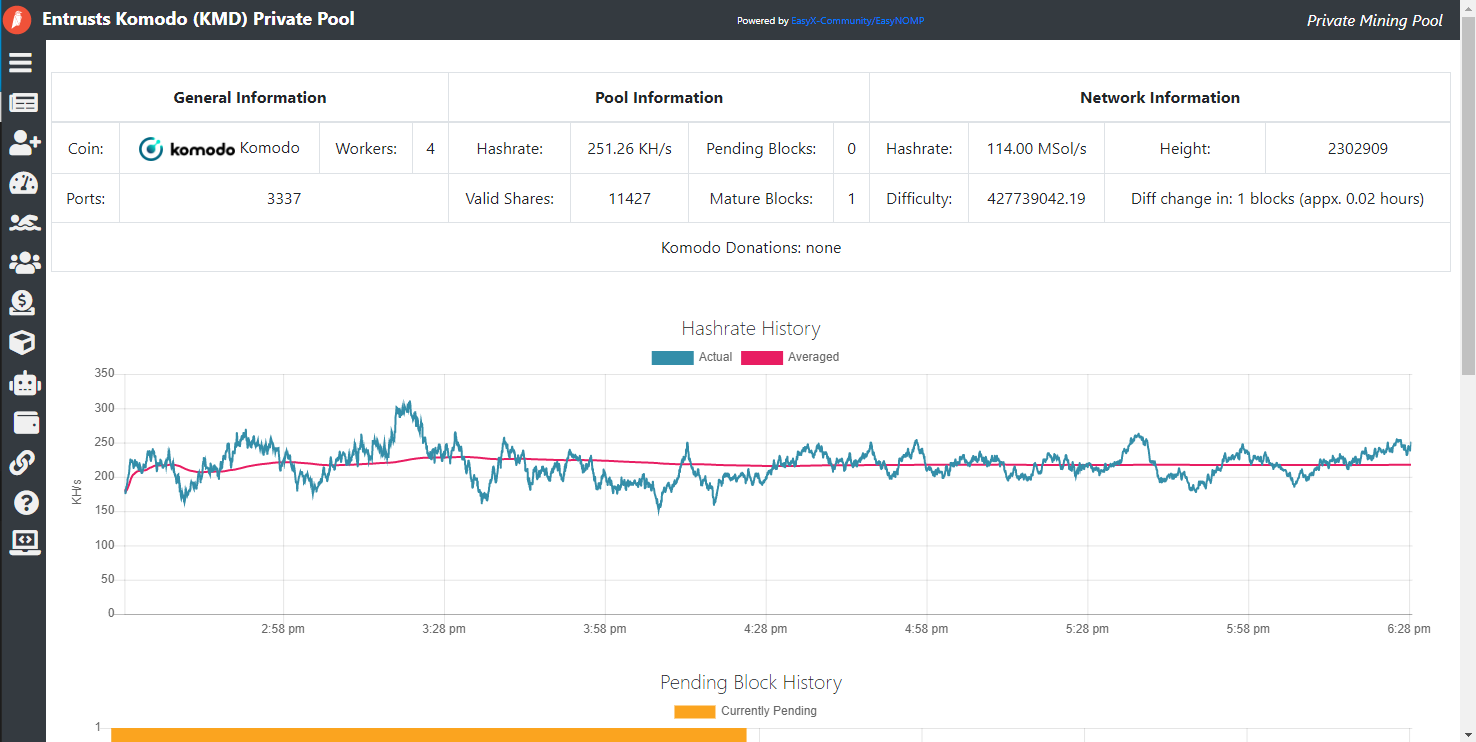 Entrusts Komodo (KMD) Private Pool
Powered by EasyX-Community/EasyNOMP
Private Mining Pool
General Information Pool Information Network Information
Coin: komodo Komodo Workers: 4 Hashrate: 251.26 KH/s Pending Blocks: 0 Hashrate: 114.00 MSol/s Height: 2302909
Ports: 3337 Valid Shares: 11427 Mature Blocks: 1 Difficulty: 427739042.19 Diff change in: 1 blocks (appx. 0.02 hours)
Komodo Donations: none
Hashrate History
Actual Averaged
350
300
250
200
150
100
50
0
KH/s
2:58 pm 3:28 pm 3:58 pm 4:28 pm 4:58 pm 5:28 pm 5:58 pm 6:28 pm
Pending Block History
Currently Pending
1